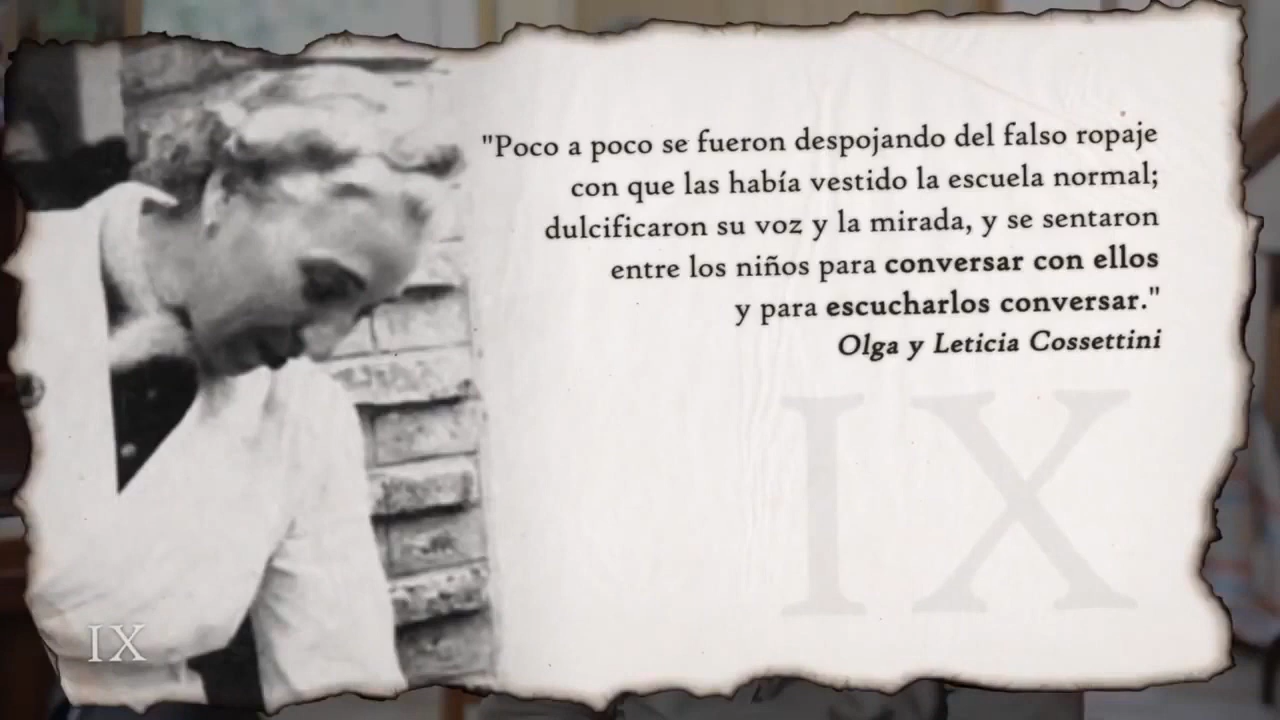 "Poco a poco se fueron despojando del falso ropaje
con que las había vestido la escuela normal;
dulcificaron su voz y la mirada, y se sentaron
entre los niños para conversar con ellos
y para escucharlos conversar."
Olga y Leticia Cossettini
IX
IX